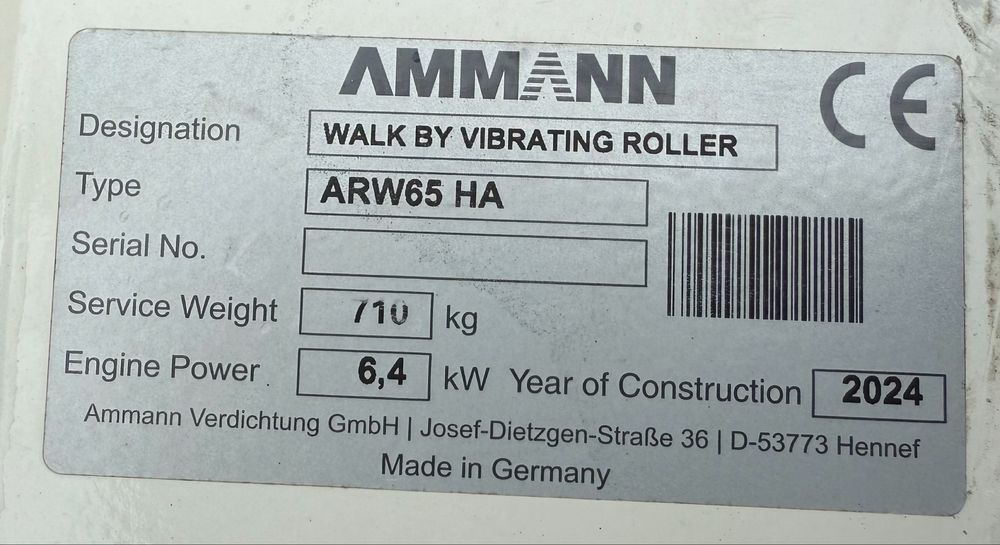 AMMANN
CE
Designation WALK BY VIBRATING ROLLER
Type ARW65 HA
Serial No.
Service Weight 710 kg
Engine Power 6,4 kW Year of Construction 2024
Ammann Verdichtung GmbH | Josef-Dietzgen-Straße 36 | D-53773 Hennef
Made in Germany